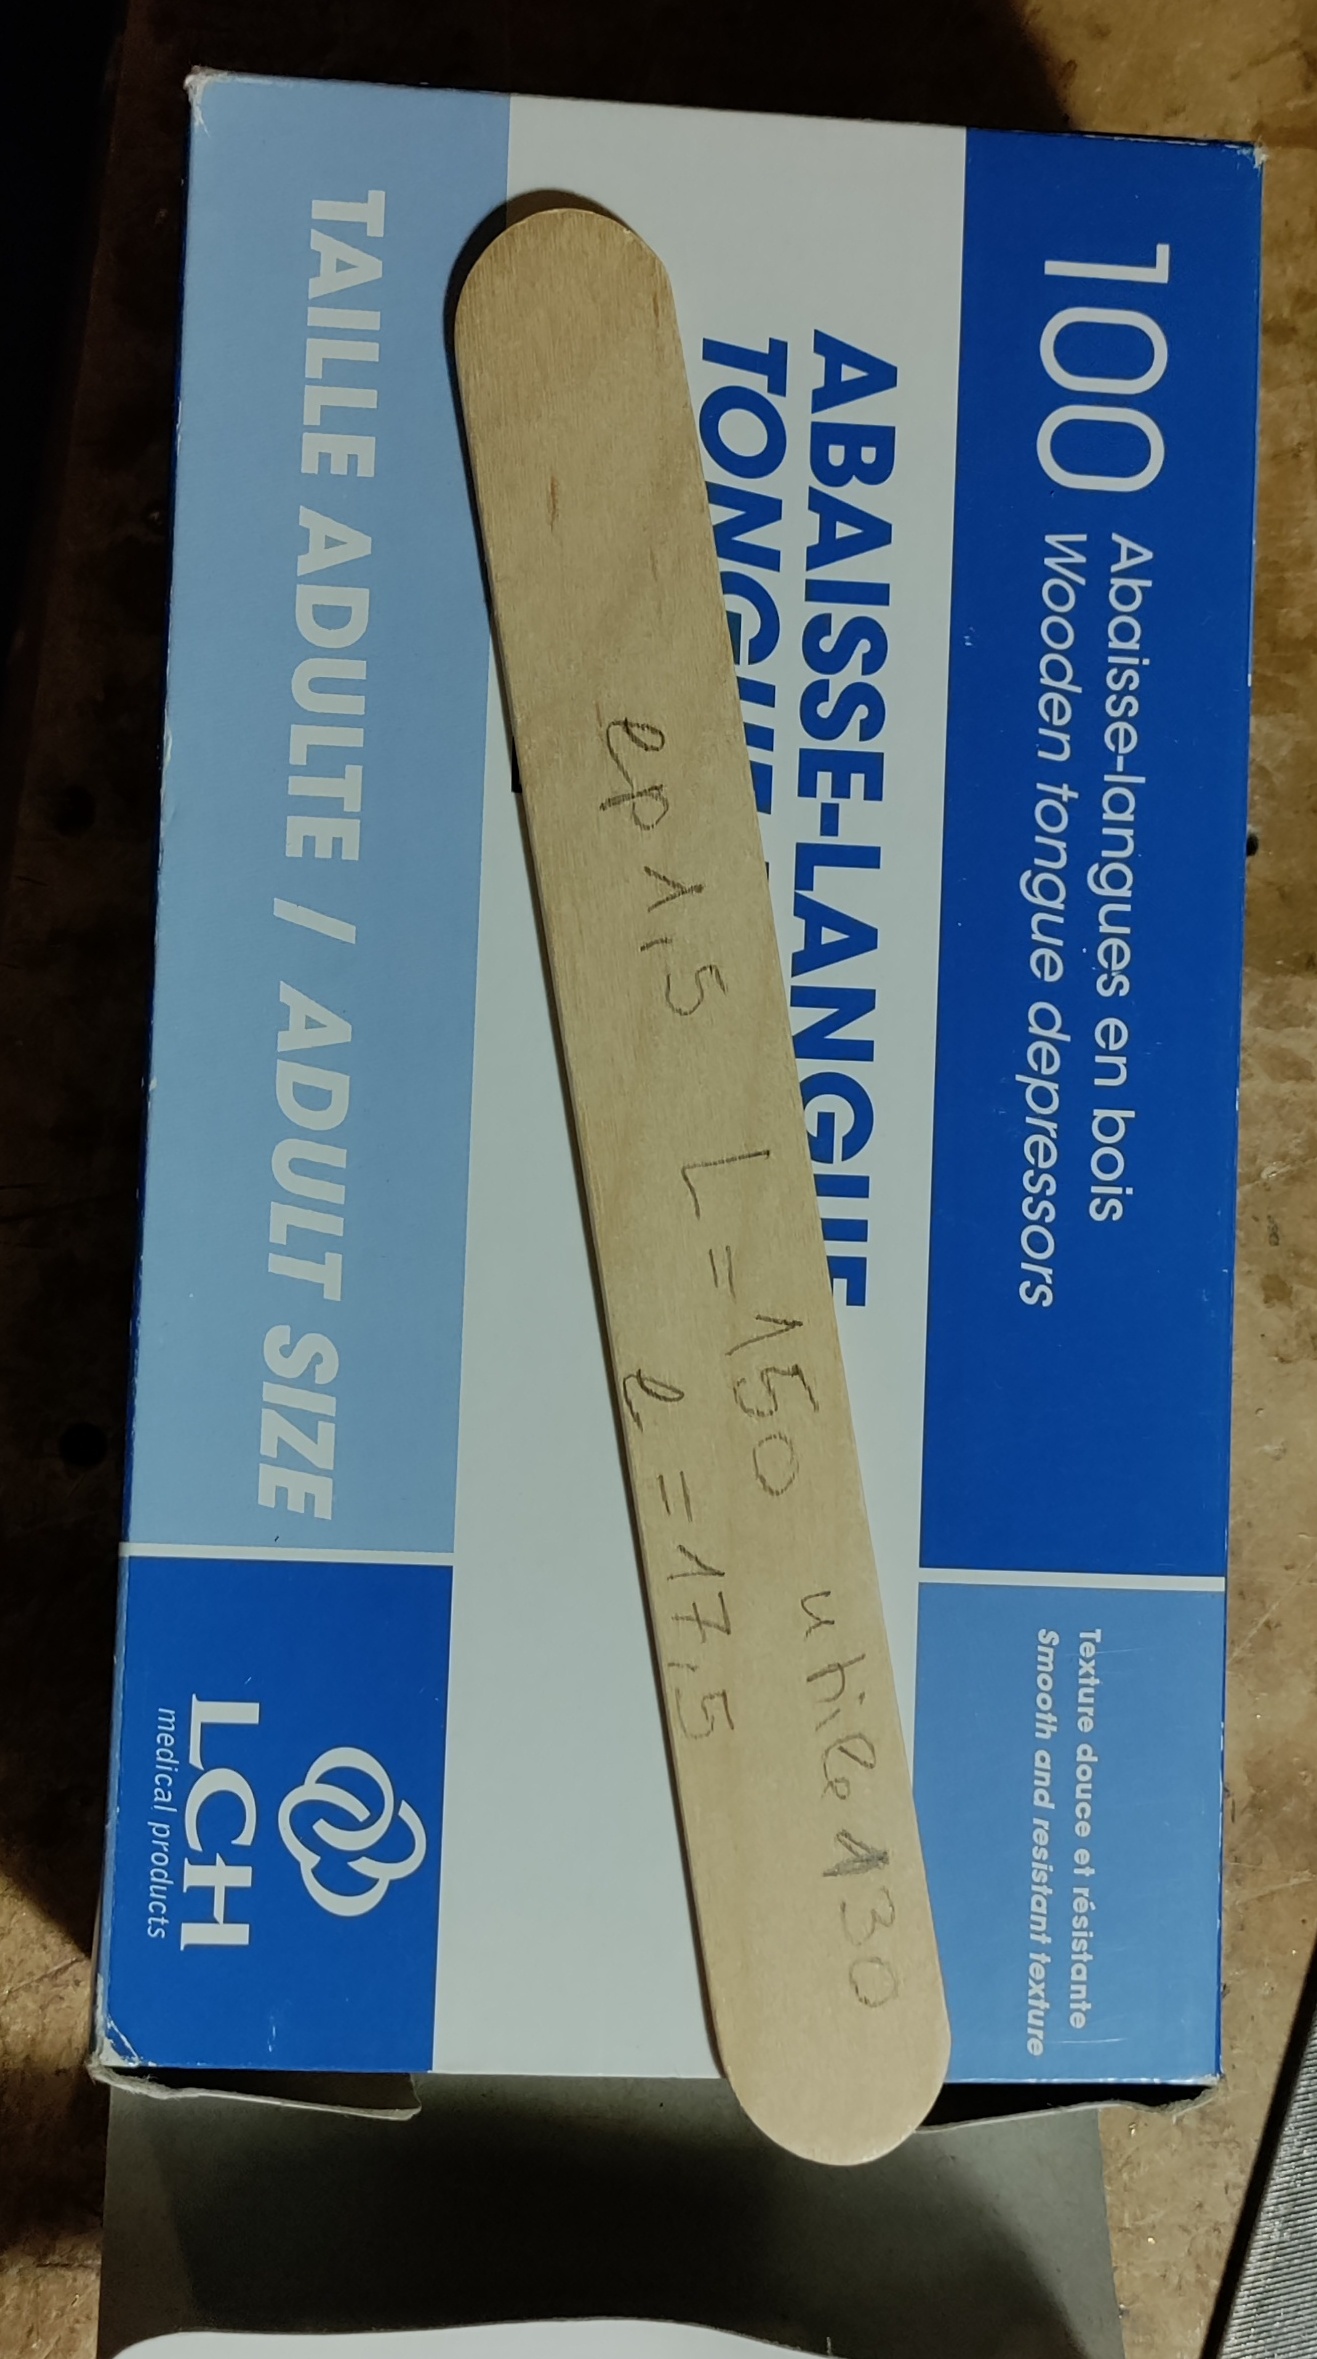 100
Abaisse-langues en bois
Wooden tongue depressors
Texture douce et résistante
Smooth and resistant texture
ABAISSE-LANGUE
TONGUE
ep 1,5 L = 150 utile 130
l = 17,5
TAILLE ADULTE / ADULT SIZE
LCH
medical products